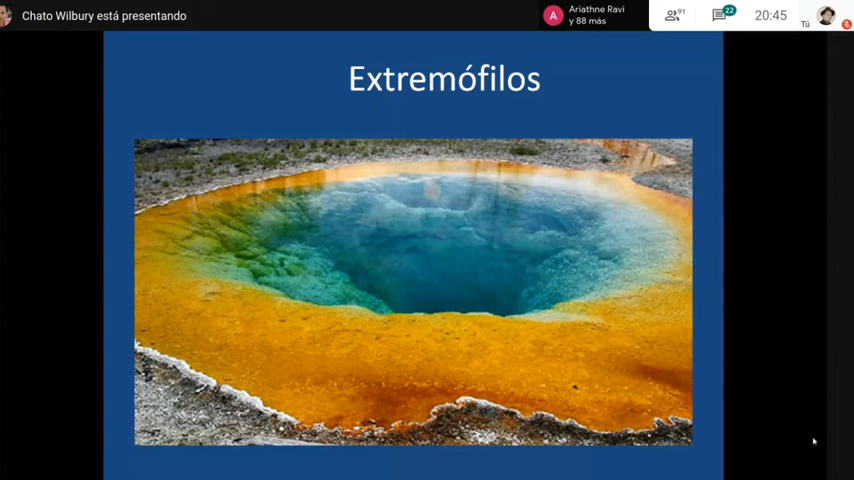 Chato Wilbury está presentando
Ariathne Ravi
y 88 más
A
91
22
20:45
Tú
Extremófilos